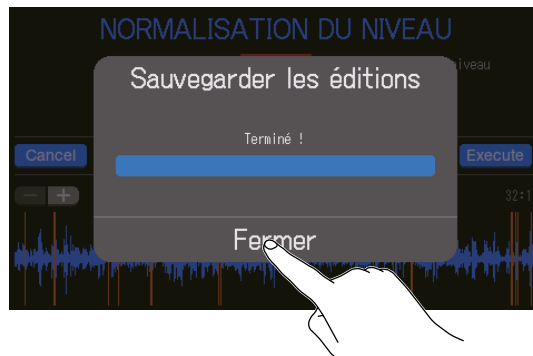 NORMALISATION DU NIVEAU
iveau
Sauvegarder les éditions
Terminé !
Cancel
Execute
32:1
Fermer